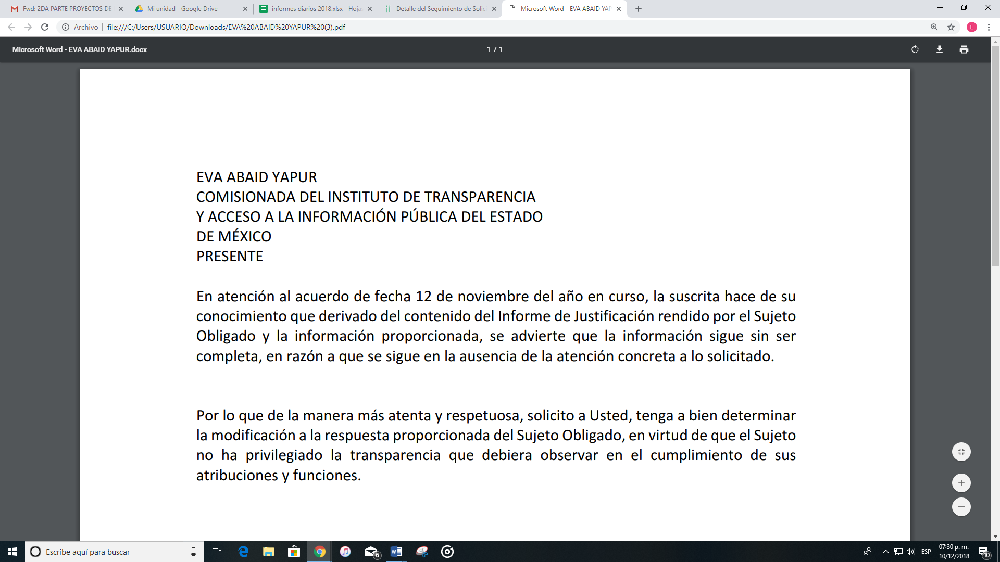 Fwd: 2DA PARTE PROYECTOS DE
Mi unidad - Google Drive
informes diarios 2018.xlsx - Hoja
Detalle del Seguimiento de Solici
Microsoft Word - EVA ABAID YAP
Archivo
file:///C:/Users/USUARIO/Downloads/EVA%20ABAID%20YAPUR%20(3).pdf
L
Microsoft Word - EVA ABAID YAPUR.docx
1 / 1
EVA ABAID YAPUR
COMISIONADA DEL INSTITUTO DE TRANSPARENCIA
Y ACCESO A LA INFORMACIÓN PÚBLICA DEL ESTADO
DE MÉXICO
PRESENTE
En atención al acuerdo de fecha 12 de noviembre del año en curso, la suscrita hace de su
conocimiento que derivado del contenido del Informe de Justificación rendido por el Sujeto
Obligado y la información proporcionada, se advierte que la información sigue sin ser
completa, en razón a que se sigue en la ausencia de la atención concreta a lo solicitado.
Por lo que de la manera más atenta y respetuosa, solicito a Usted, tenga a bien determinar
la modificación a la respuesta proporcionada del Sujeto Obligado, en virtud de que el Sujeto
no ha privilegiado la transparencia que debiera observar en el cumplimiento de sus
atribuciones y funciones.
Escribe aquí para buscar
6
ESP
07:30 p. m.
10/12/2018
10